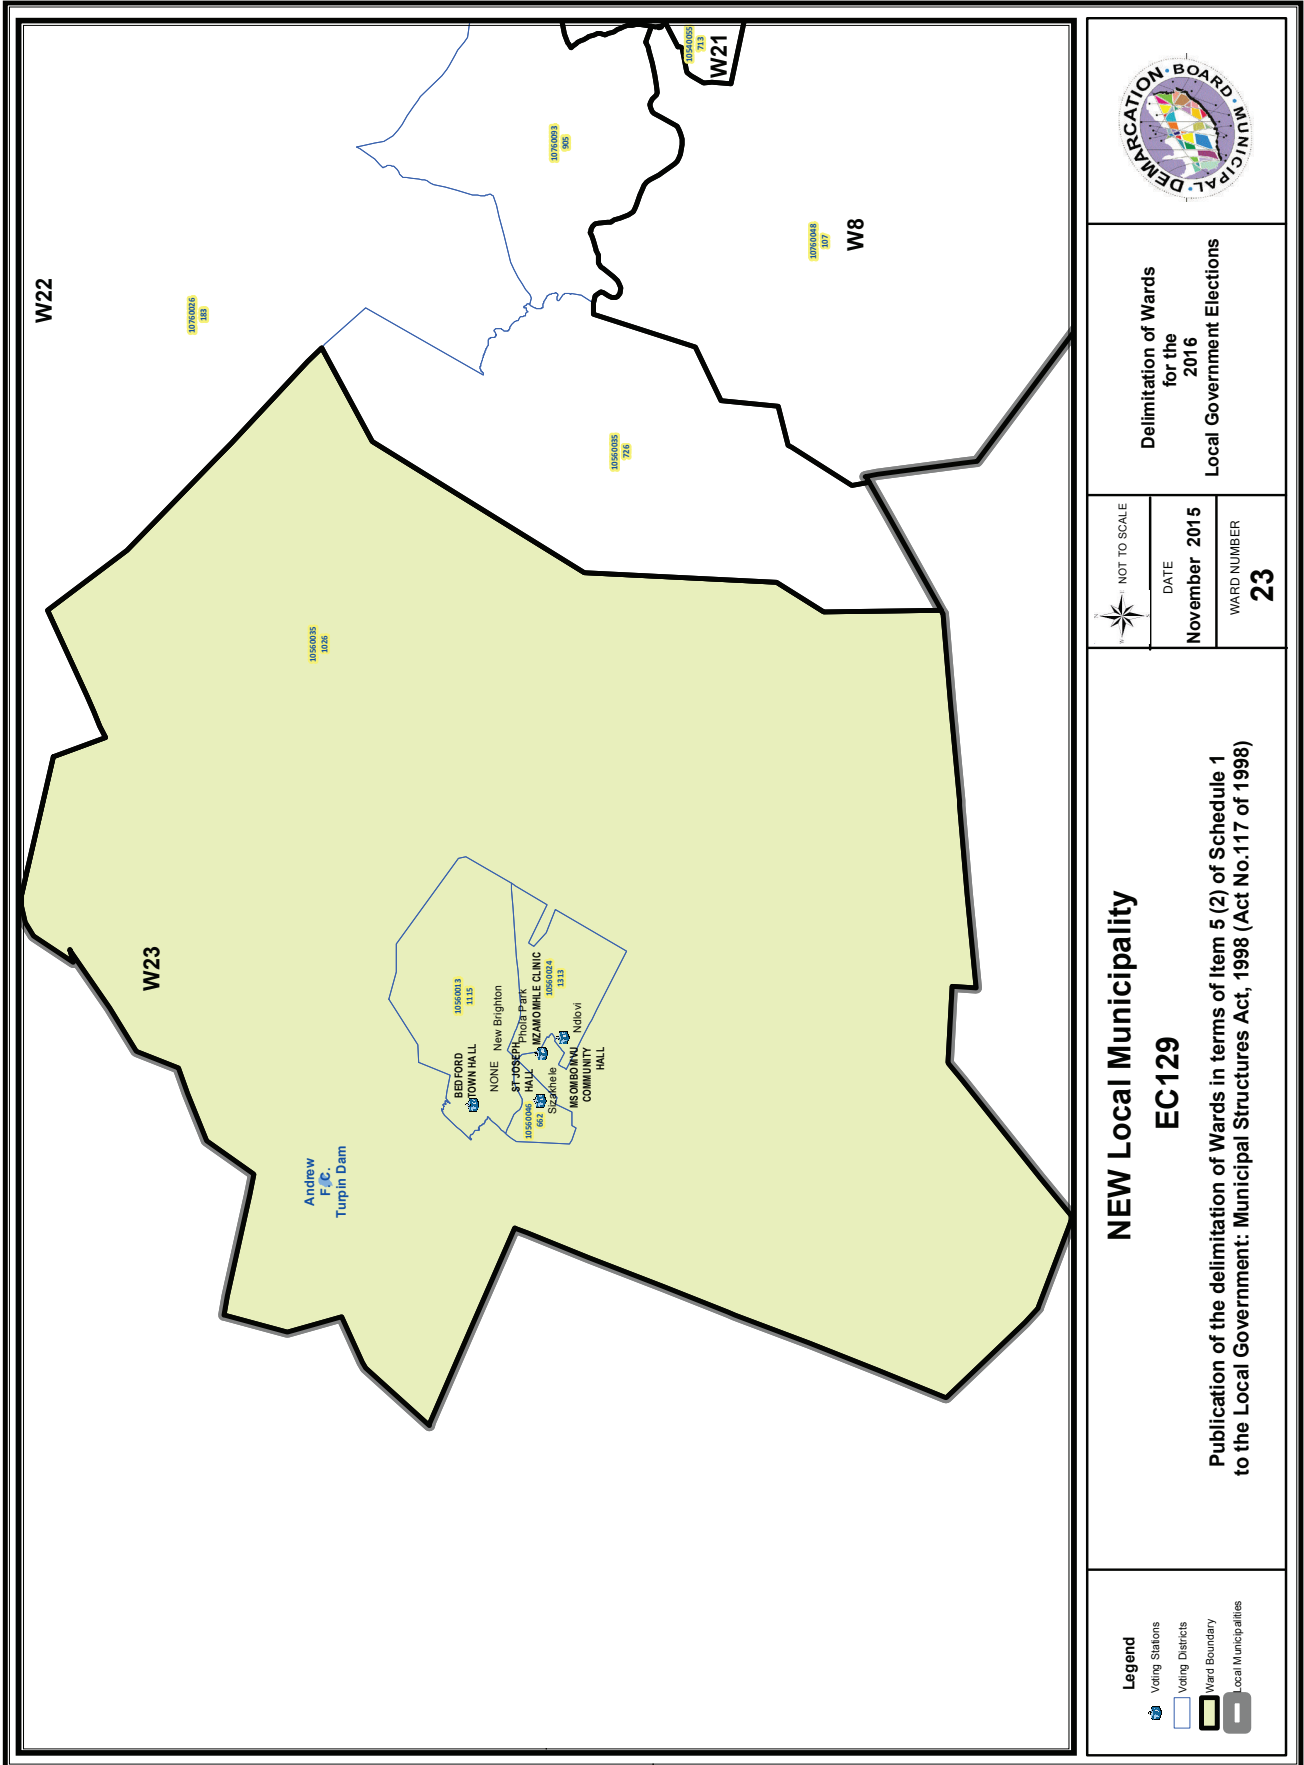 W22
10760026
183
10760093
905
10540055
713
W21
10760048
107
W8
10560035
726
10560035
1026
W23
Andrew
F. C.
Turpin Dam
10560013
1115
BEDFORD
TOWN HALL
NONE
New Brighton
ST JOSEPH
HALL
Phola Park
MZAMOMHLE CLINIC
10560024
1313
Ndlovi
10560046
662
Sizakhele
MSOMBOMVU
COMMUNITY
HALL
Legend
Voting Stations
Voting Districts
Ward Boundary
Local Municipalities
NEW Local Municipality
EC129
Publication of the delimitation of Wards in terms of Item 5 (2) of Schedule 1
to the Local Government: Municipal Structures Act, 1998 (Act No.117 of 1998)
N
W
E
S
NOT TO SCALE
DATE
November 2015
WARD NUMBER
23
Delimitation of Wards
for the
2016
Local Government Elections
MUNICIPAL · DEMARCATION · BOARD ·